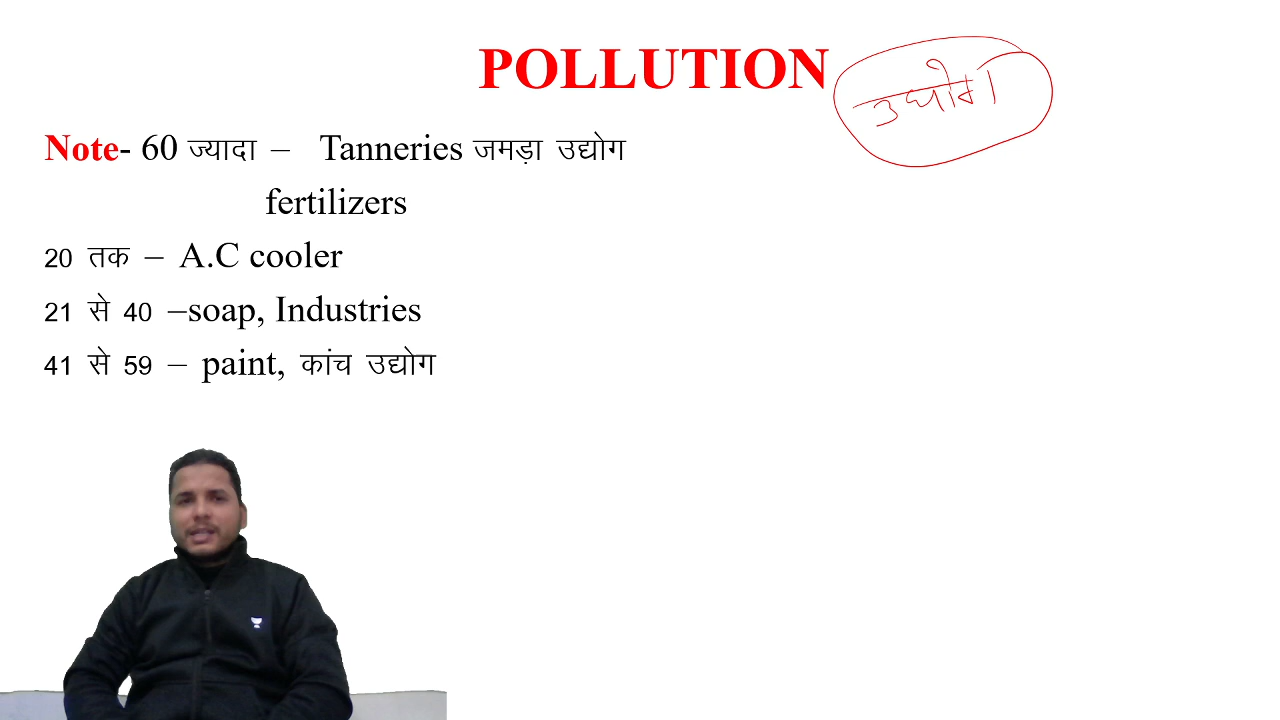 POLLUTION
उद्योग
Note- 60 ज्यादा – Tanneries जमड़ा उद्योग
fertilizers
20 तक – A.C cooler
21 से 40 –soap, Industries
41 से 59 – paint, कांच उद्योग